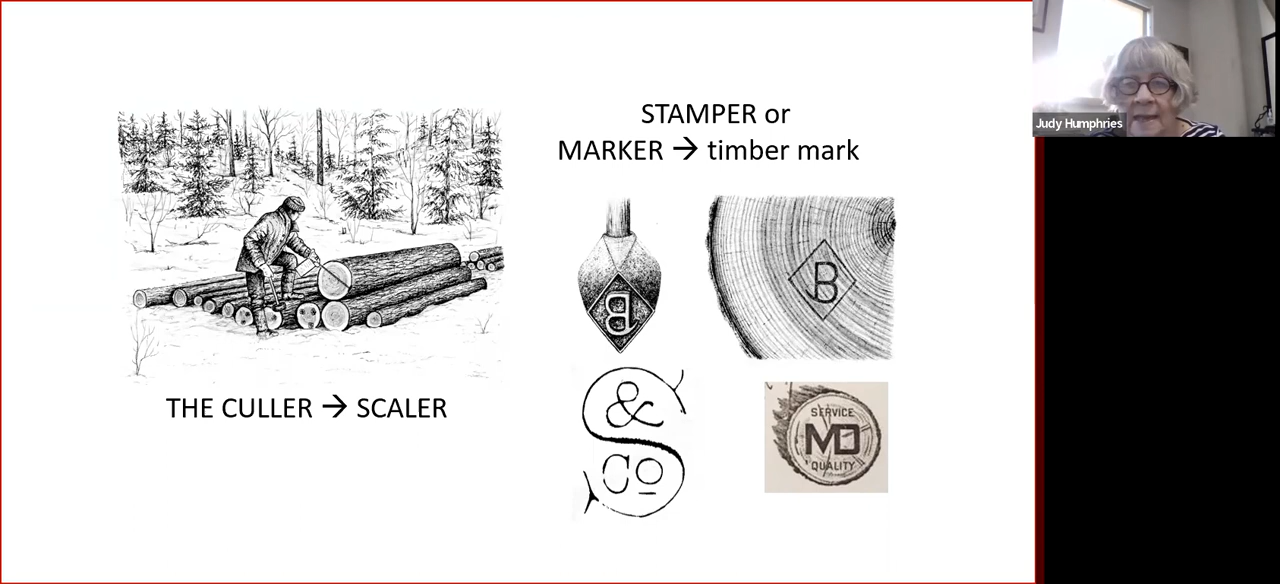 STAMPER or
MARKER → timber mark
Judy Humphries
B
B
THE CULLER → SCALER
&
S
Co
SERVICE
MD
QUALITY